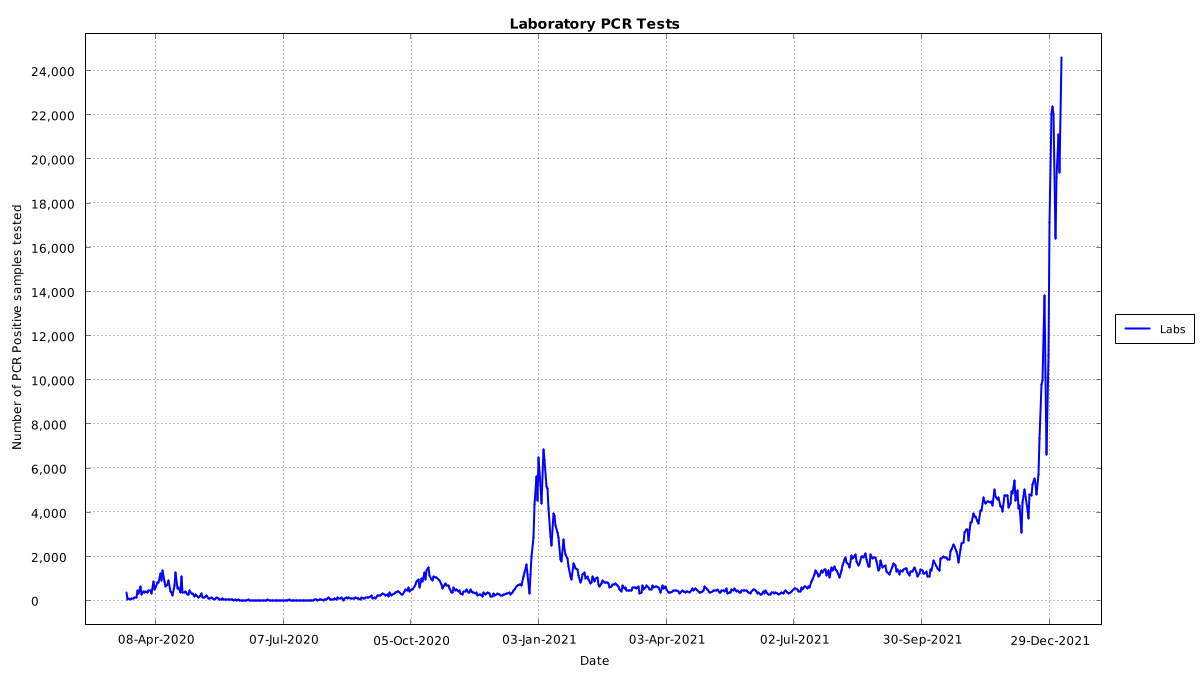 Laboratory PCR Tests
Number of PCR Positive samples tested
24,000
22,000
20,000
18,000
16,000
14,000
12,000
10,000
8,000
6,000
4,000
2,000
0
08-Apr-2020
07-Jul-2020
05-Oct-2020
03-Jan-2021
03-Apr-2021
02-Jul-2021
30-Sep-2021
29-Dec-2021
Date
Labs